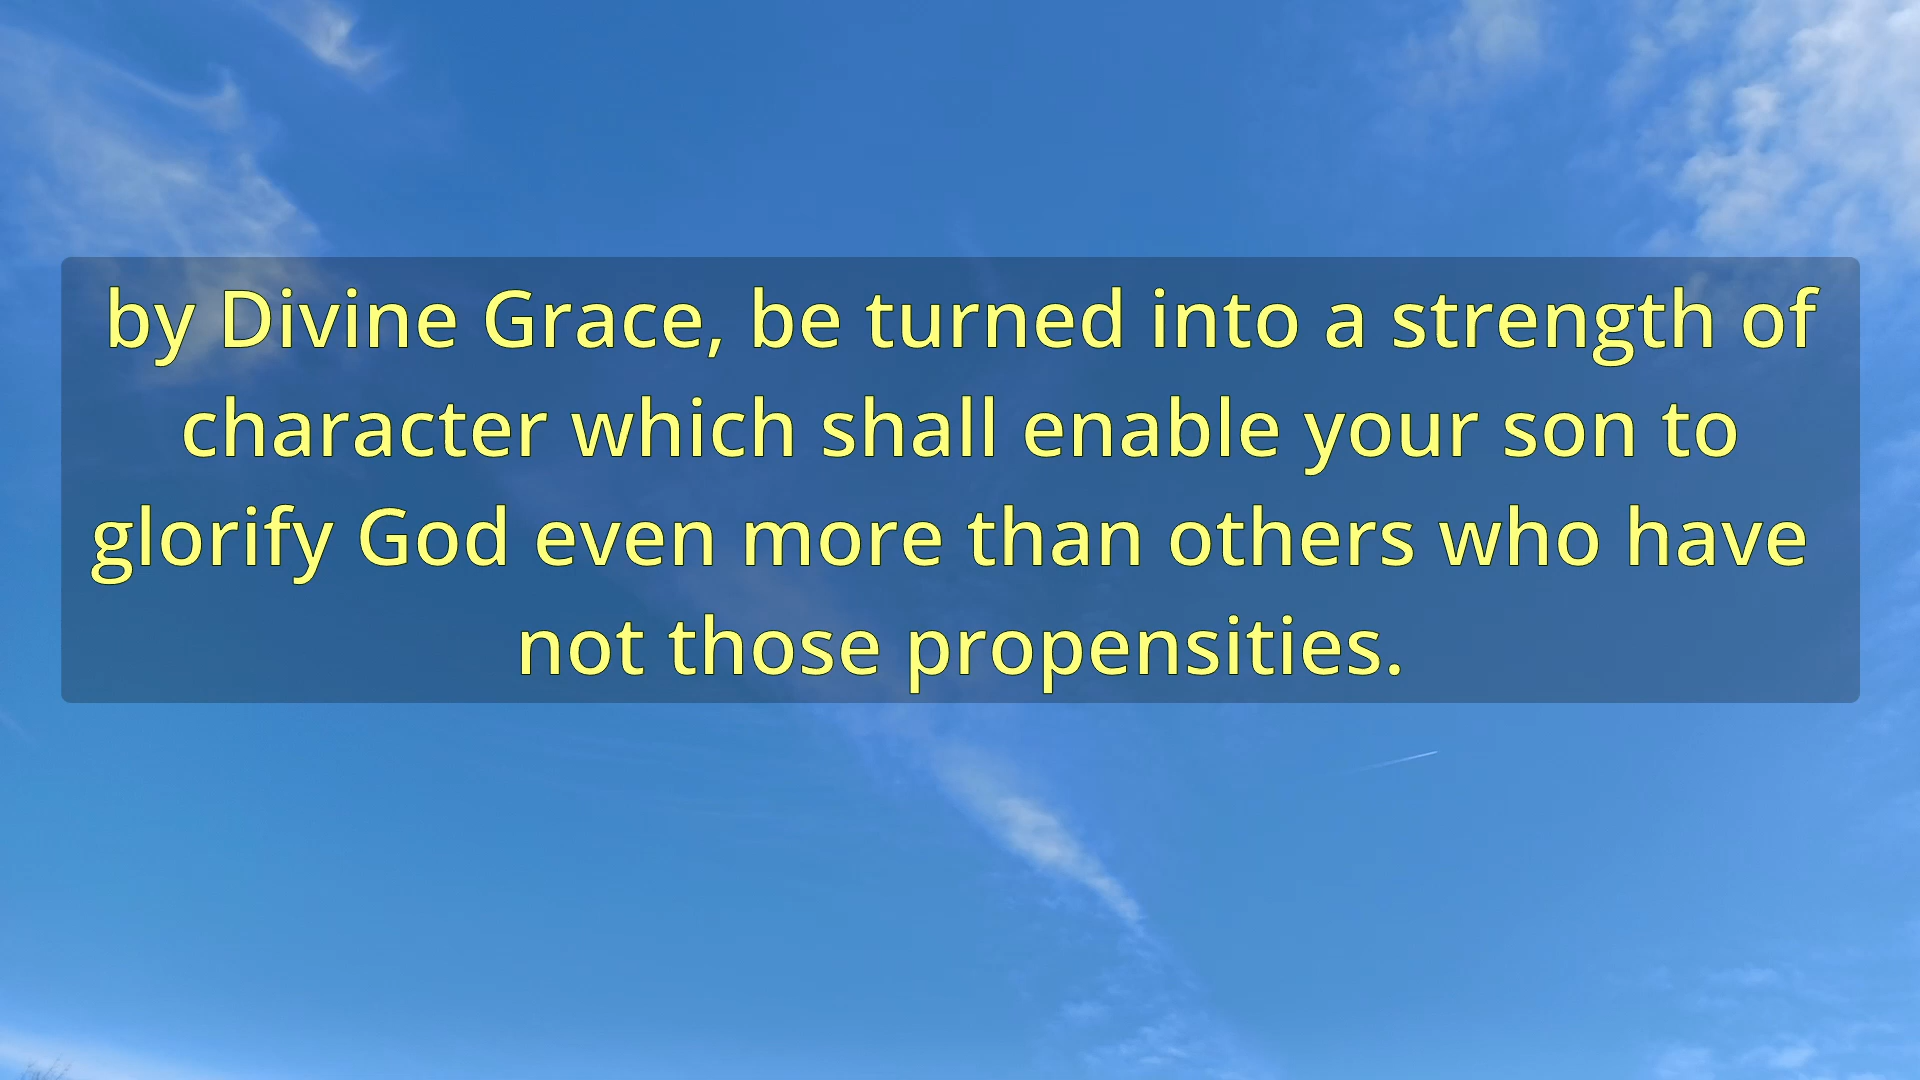 by Divine Grace, be turned into a strength of
character which shall enable your son to
glorify God even more than others who have
not those propensities.